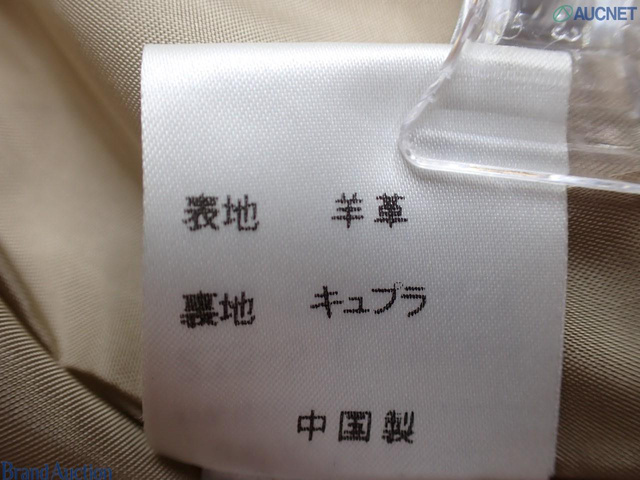 AUCNET
表地 羊革
裏地 キュプラ
中国製
Brand Auction